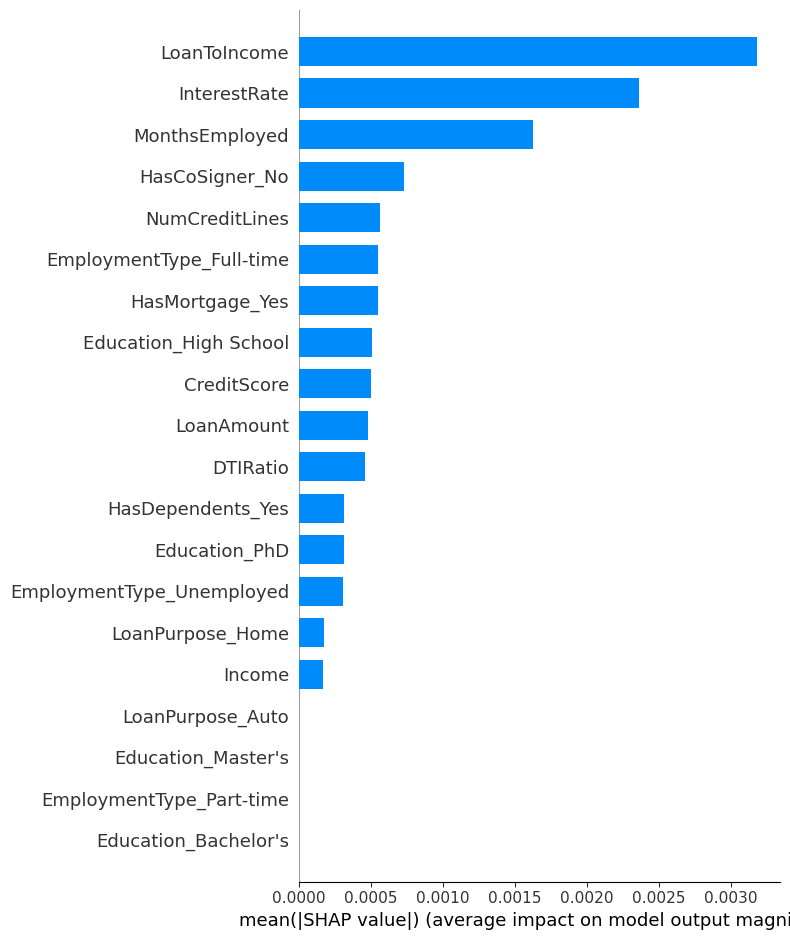 LoanToIncome
InterestRate
MonthsEmployed
HasCoSigner_No
NumCreditLines
EmploymentType_Full-time
HasMortgage_Yes
Education_High School
CreditScore
LoanAmount
DTIRatio
HasDependents_Yes
Education_PhD
EmploymentType_Unemployed
LoanPurpose_Home
Income
LoanPurpose_Auto
Education_Master's
EmploymentType_Part-time
Education_Bachelor's
0.0000 0.0005 0.0010 0.0015 0.0020 0.0025 0.0030
mean(|SHAP value|) (average impact on model output magni